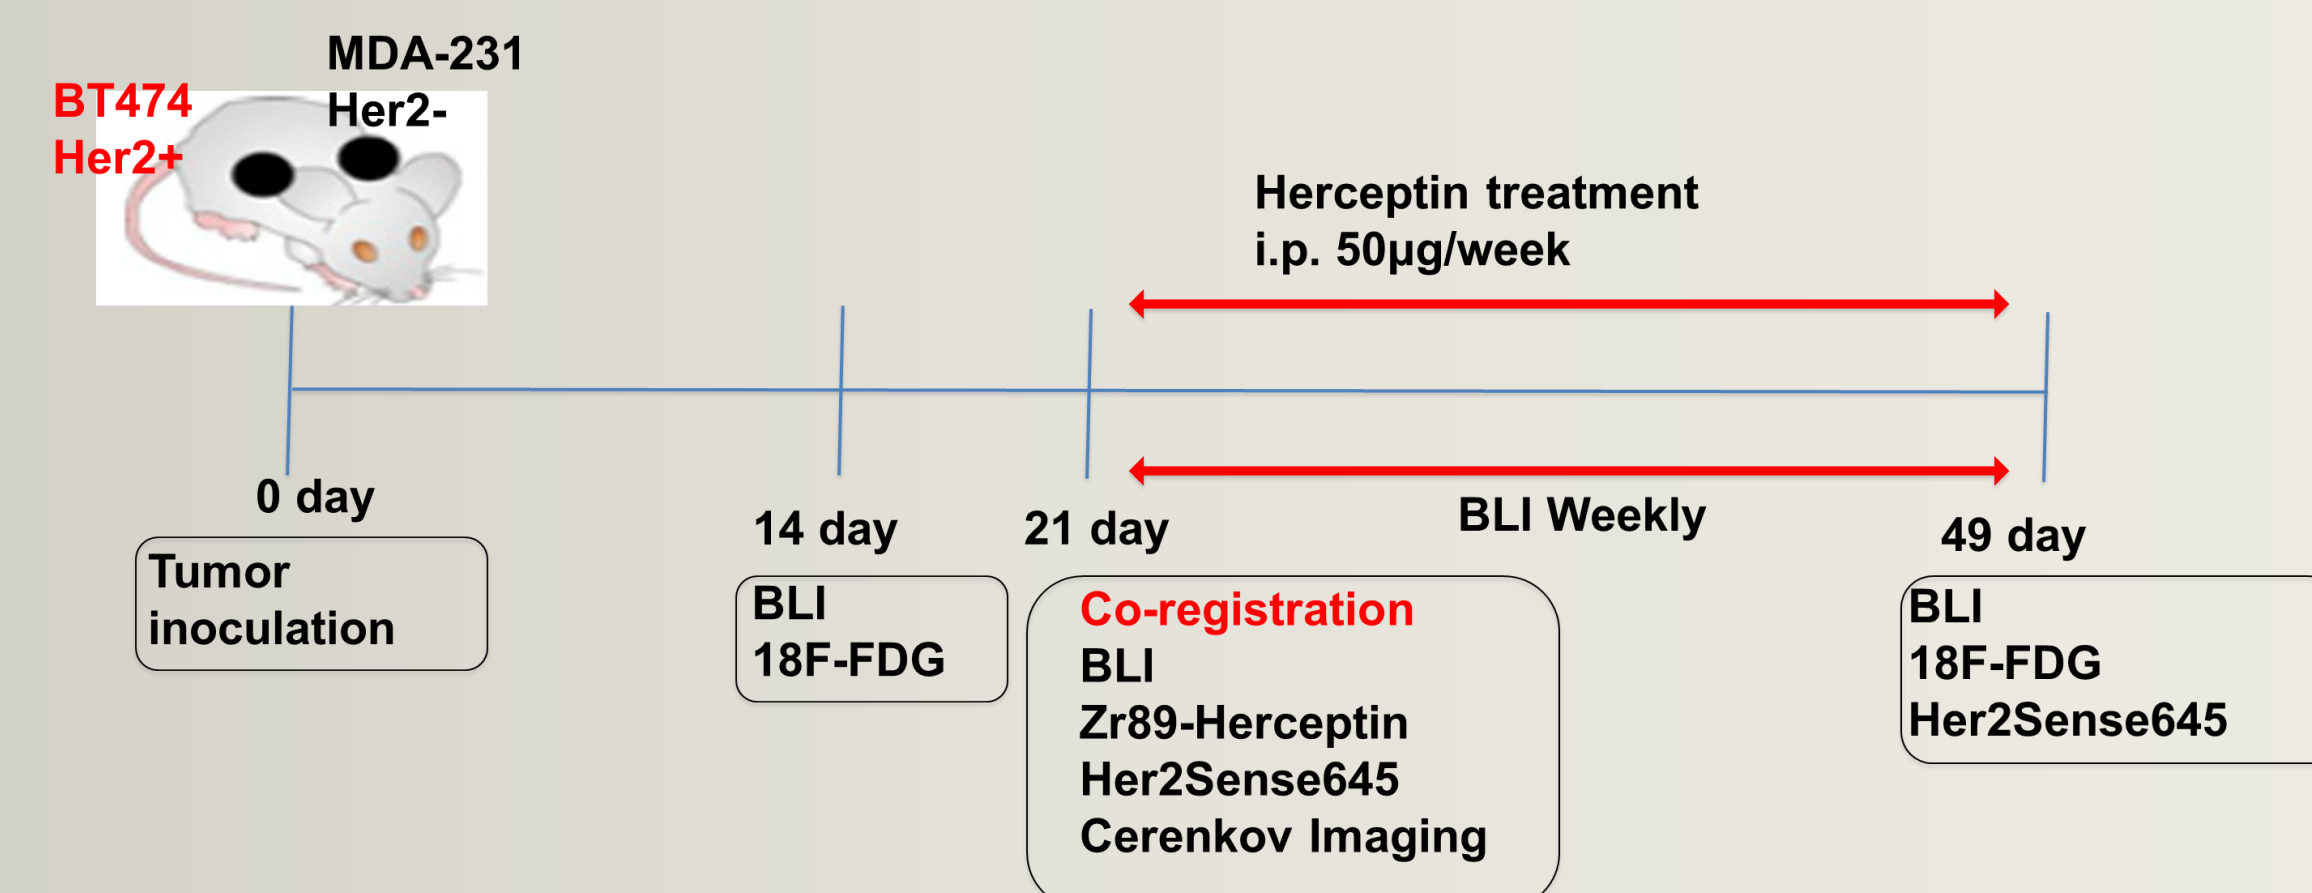 MDA-231
Her2-
BT474
Her2+
Herceptin treatment
i.p. 50µg/week
0 day
Tumor
inoculation
14 day
BLI
18F-FDG
21 day
Co-registration
BLI
Zr89-Herceptin
Her2Sense645
Cerenkov Imaging
BLI Weekly
49 day
BLI
18F-FDG
Her2Sense645